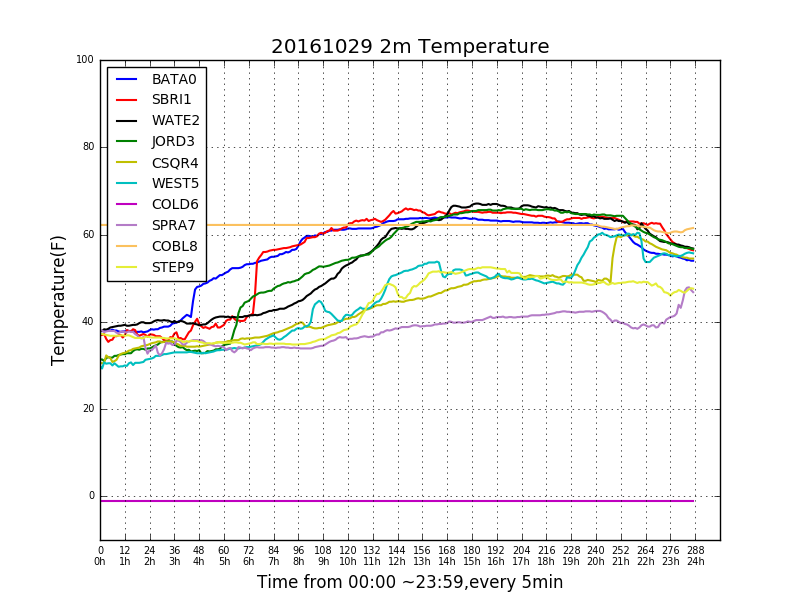 20161029 2m Temperature
100
80
60
40
20
0
Temperature(F)
BATA0
SBRI1
WATE2
JORD3
CSQR4
WEST5
COLD6
SPRA7
COBL8
STEP9
0 12 24 36 48 60 72 84 96 108 120 132 144 156 168 180 192 204 216 228 240 252 264 276 288
0h 1h 2h 3h 4h 5h 6h 7h 8h 9h 10h 11h 12h 13h 14h 15h 16h 17h 18h 19h 20h 21h 22h 23h 24h
Time from 00:00 ~23:59,every 5min